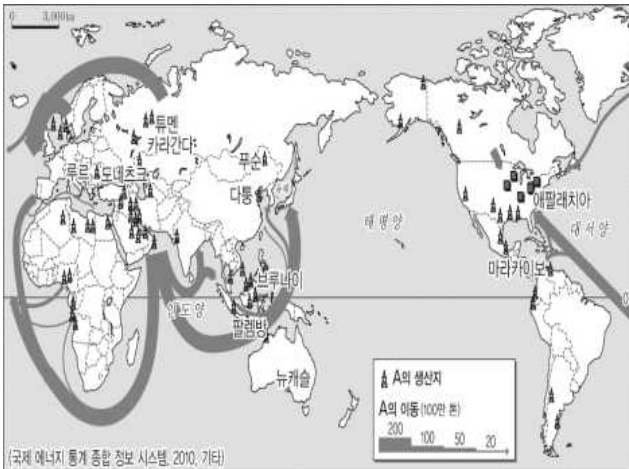 0 3,000km
튜멘
카라간다
루르 도네츠크
푸순
다퉁
애팔래치아
태평양
대서양
마라카이보
브루나이
인도양
팔렘방
뉴캐슬
A의 생산지
A의 이동(100만 톤)
200 100 50 20
(국제 에너지 통계 종합 정보 시스템, 2010, 기타)